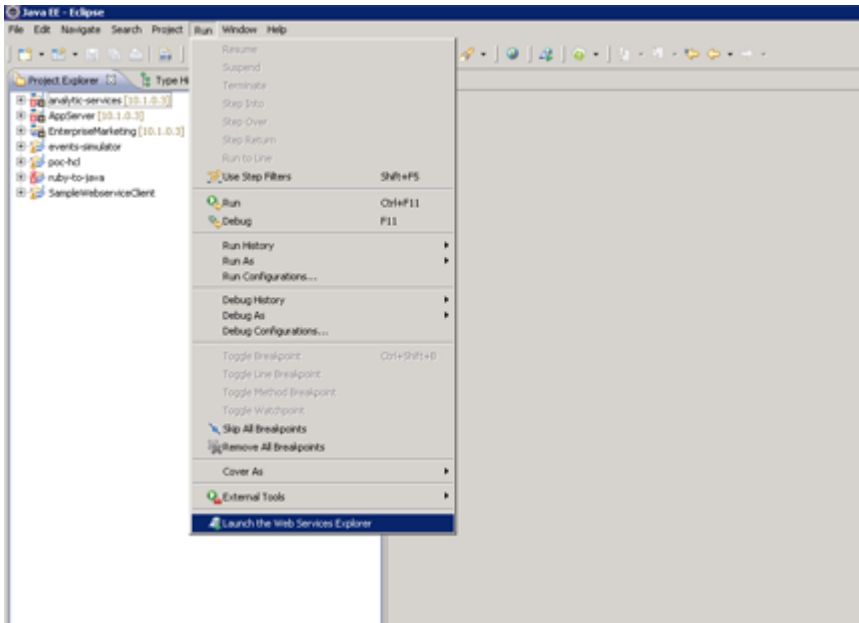 Java EE - Eclipse
File Edit Navigate Search Project Run Window Help
Project Explorer Type Hi
analytic-services [10.1.0.3]
AppServer [10.1.0.3]
EnterpriseMarketing [10.1.0.3]
events-simulator
poc-hcl
ruby-to-java
SampleWebserviceClient
Resume
Suspend
Terminate
Step Into
Step Over
Step Return
Run to Line
Use Step Filters Shift+F5
Run Ctrl+F11
Debug F11
Run History
Run As
Run Configurations...
Debug History
Debug As
Debug Configurations...
Toggle Breakpoint Ctrl+Shift+B
Toggle Line Breakpoint
Toggle Method Breakpoint
Toggle Watchpoint
Skip All Breakpoints
Remove All Breakpoints
Cover As
External Tools
Launch the Web Services Explorer